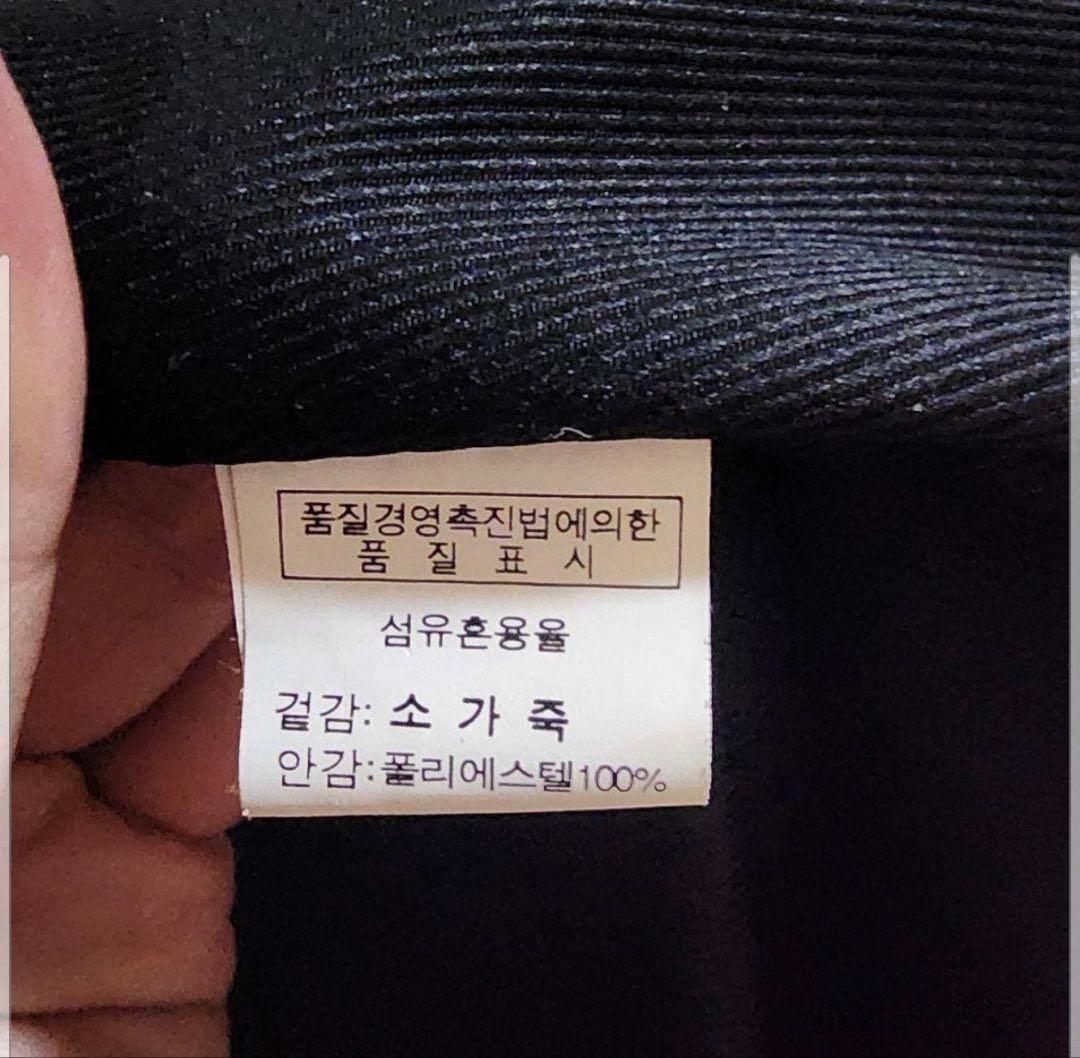 품질경영촉진법에의한
품 질 표 시
섬유혼용율
겉감: 소 가 죽
안감:폴리에스텔100%